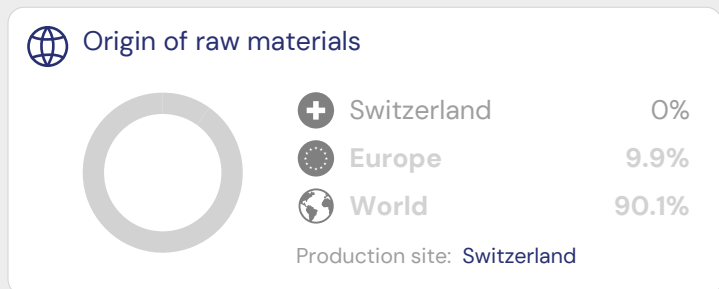 Origin of raw materials
Switzerland 0%
Europe 9.9%
World 90.1%
Production site: Switzerland